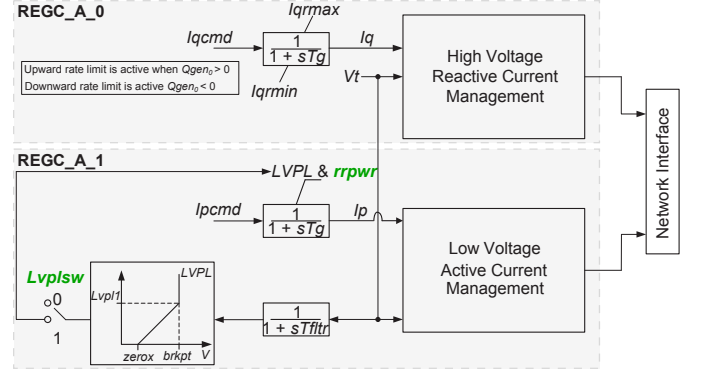 REGC_A_0
Iqrmax
Iqcmd
1
1 + sTg
Iq
Iqrmin
Upward rate limit is active when Qgen₀ > 0
Downward rate limit is active Qgen₀ < 0
Vt
High Voltage
Reactive Current
Management
Network Interface
REGC_A_1
LVPL & rrpwr
Ipcmd
1
1 + sTg
Ip
Low Voltage
Active Current
Management
Lvplsw
0
1
LVPL
Lvpl1
zerox brkpt V
1
1 + sTfltr